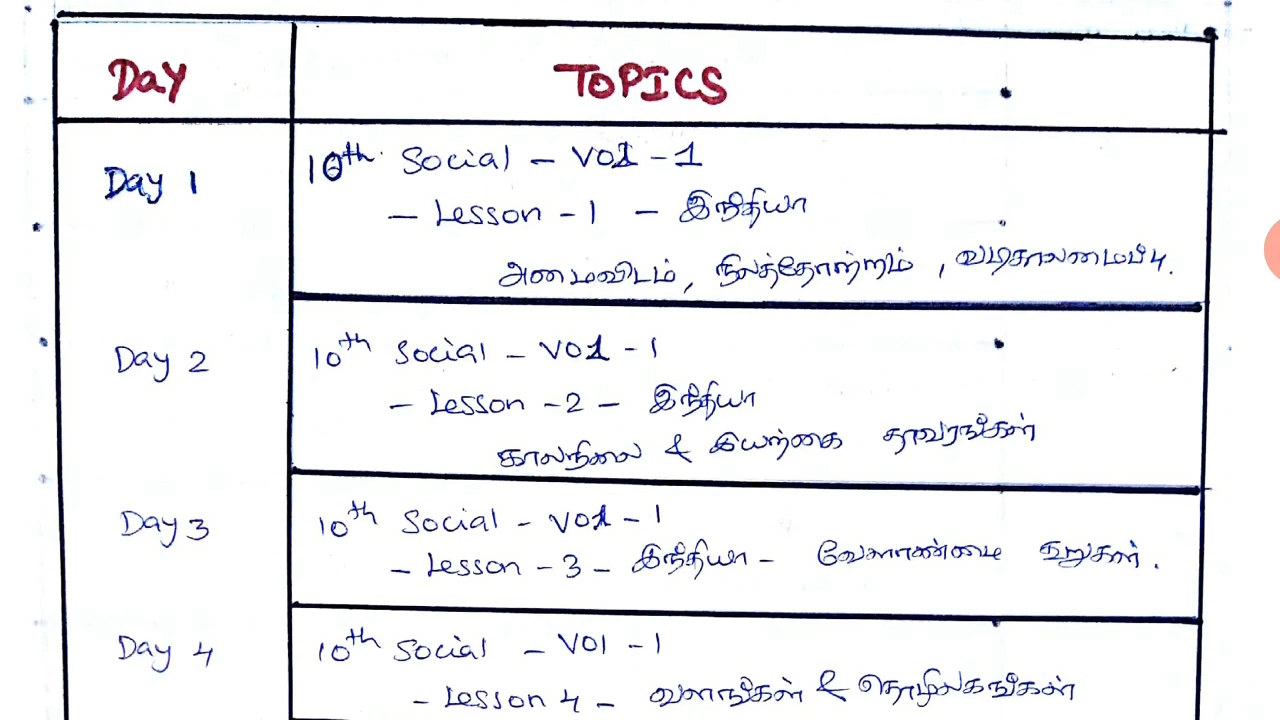 Day TOPICS
Day 1 10th Social - Vol - 1
- Lesson - 1 - இந்தியா
அமைவிடம், நிலத்தோற்றம், வடிகாலமைப்பு.
Day 2 10th Social - Vol - 1
- Lesson - 2 - இந்தியா
காலநிலை & இயற்கை தாவரங்கள்
Day 3 10th Social - Vol - 1
- Lesson - 3 - இந்தியா - வேளாண்மை கூறுகள்.
Day 4 10th Social - Vol - 1
- Lesson 4 - வளங்கள் & தொழிலகங்கள்